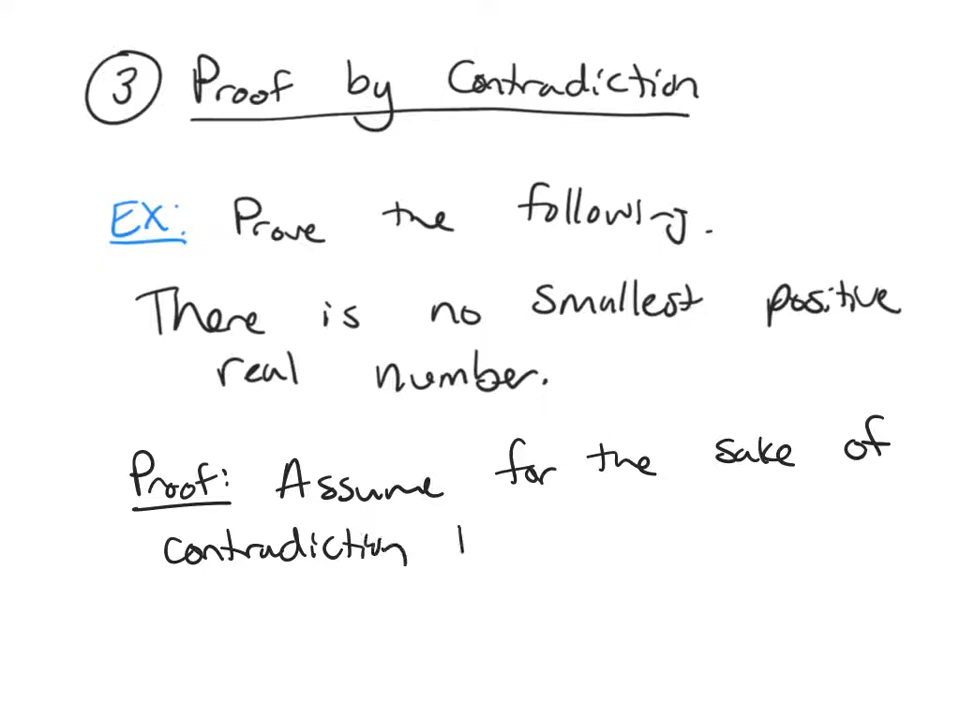 ③ Proof by Contradiction
EX: Prove the following.
There is no smallest positive
real number.
Proof: Assume for the sake of
contradiction